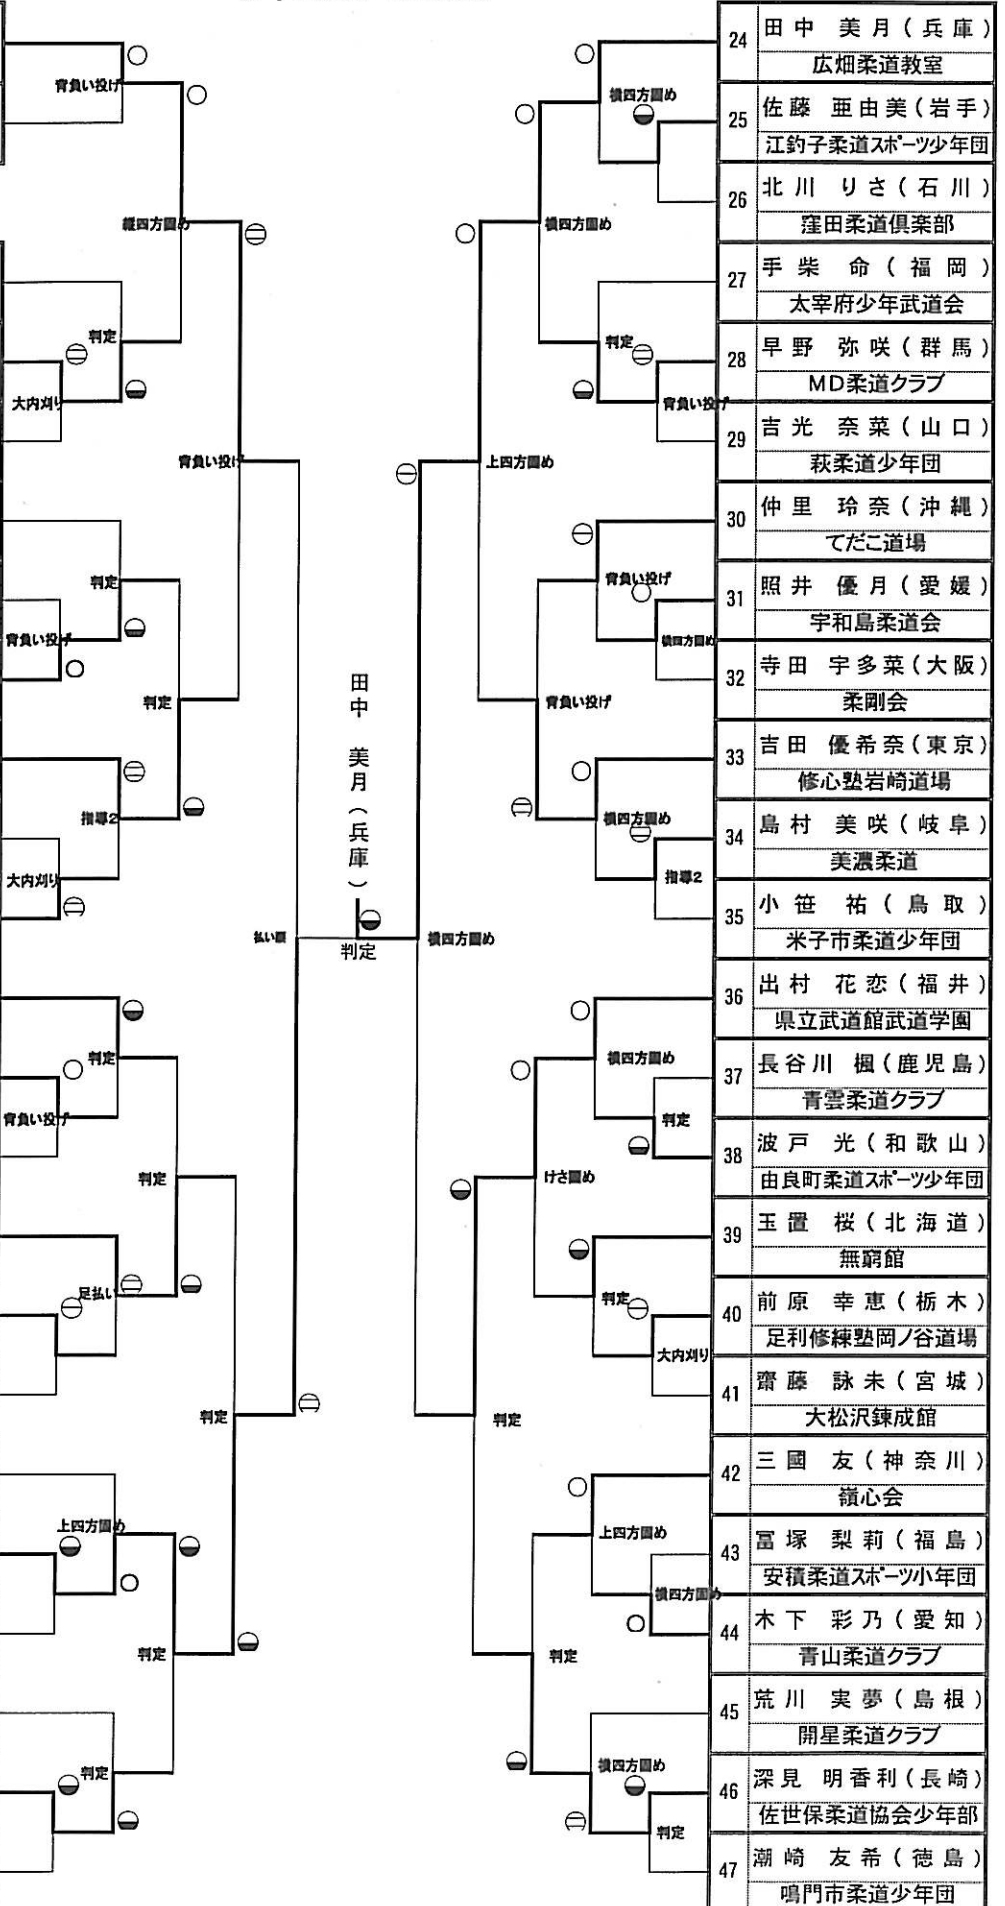 背負い投げ
縦四方固め
判定
大内刈り
背負い投げ
判定
背負い投げ
判定
指導2
大内刈り
払い腰
判定
背負い投げ
判定
足払い
判定
上四方固め
判定
判定
田中 美月(兵庫)
判定
横四方固め
横四方固め
横四方固め
判定
背負い投げ
上四方固め
背負い投げ
横四方固め
背負い投げ
横四方固め
指導2
横四方固め
判定
けさ固め
判定
大内刈り
判定
上四方固め
横四方固め
判定
横四方固め
判定
24 田中 美月(兵庫)
広畑柔道教室
25 佐藤 亜由美(岩手)
江釣子柔道スポーツ少年団
26 北川 りさ(石川)
窪田柔道倶楽部
27 手柴 命(福岡)
太宰府少年武道会
28 早野 弥咲(群馬)
MD柔道クラブ
29 吉光 奈菜(山口)
萩柔道少年団
30 仲里 玲奈(沖縄)
てだこ道場
31 照井 優月(愛媛)
宇和島柔道会
32 寺田 宇多菜(大阪)
柔剛会
33 吉田 優希奈(東京)
修心塾岩崎道場
34 島村 美咲(岐阜)
美濃柔道
35 小笹 祐(鳥取)
米子市柔道少年団
36 出村 花恋(福井)
県立武道館武道学園
37 長谷川 楓(鹿児島)
青雲柔道クラブ
38 波戸 光(和歌山)
由良町柔道スポーツ少年団
39 玉置 桜(北海道)
無窮館
40 前原 幸恵(栃木)
足利修練塾岡ノ谷道場
41 齋藤 詠未(宮城)
大松沢錬成館
42 三國 友(神奈川)
嶺心会
43 冨塚 梨莉(福島)
安積柔道スポーツ小年団
44 木下 彩乃(愛知)
青山柔道クラブ
45 荒川 実夢(島根)
開星柔道クラブ
46 深見 明香利(長崎)
佐世保柔道協会少年部
47 潮崎 友希(徳島)
鳴門市柔道少年団